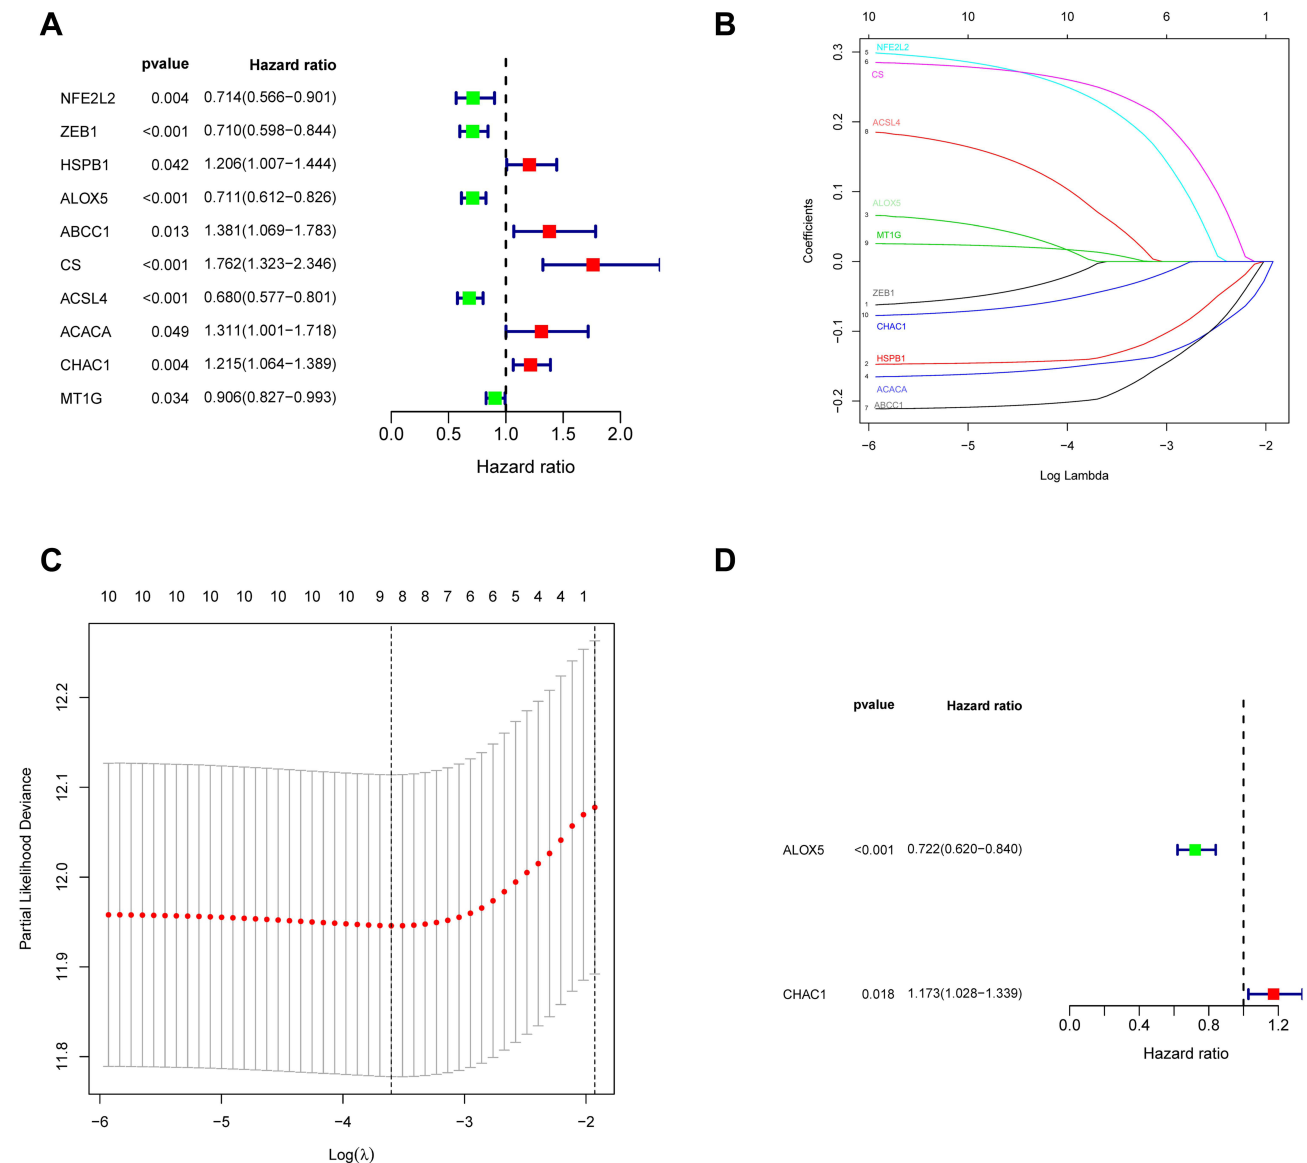 A
pvalue Hazard ratio
NFE2L2 0.004 0.714(0.566−0.901)
ZEB1 <0.001 0.710(0.598−0.844)
HSPB1 0.042 1.206(1.007−1.444)
ALOX5 <0.001 0.711(0.612−0.826)
ABCC1 0.013 1.381(1.069−1.783)
CS <0.001 1.762(1.323−2.346)
ACSL4 <0.001 0.680(0.577−0.801)
ACACA 0.049 1.311(1.001−1.718)
CHAC1 0.004 1.215(1.064−1.389)
MT1G 0.034 0.906(0.827−0.993)
0.0 0.5 1.0 1.5 2.0
Hazard ratio
B
10 10 10 6 1
Coefficients
0.3
0.2
0.1
0.0
−0.1
−0.2
5 NFE2L2
6
CS
ACSL4
8
ALOX5
3
9 MT1G
ZEB1
1
10
CHAC1
2 HSPB1
4
ACACA
7 ABCC1
−6 −5 −4 −3 −2
Log Lambda
C
10 10 10 10 10 10 10 10 9 8 8 7 6 6 5 4 4 1
Partial Likelihood Deviance
12.2
12.1
12.0
11.9
11.8
−6 −5 −4 −3 −2
Log(λ)
D
pvalue Hazard ratio
ALOX5 <0.001 0.722(0.620−0.840)
CHAC1 0.018 1.173(1.028−1.339)
0.0 0.4 0.8 1.2
Hazard ratio